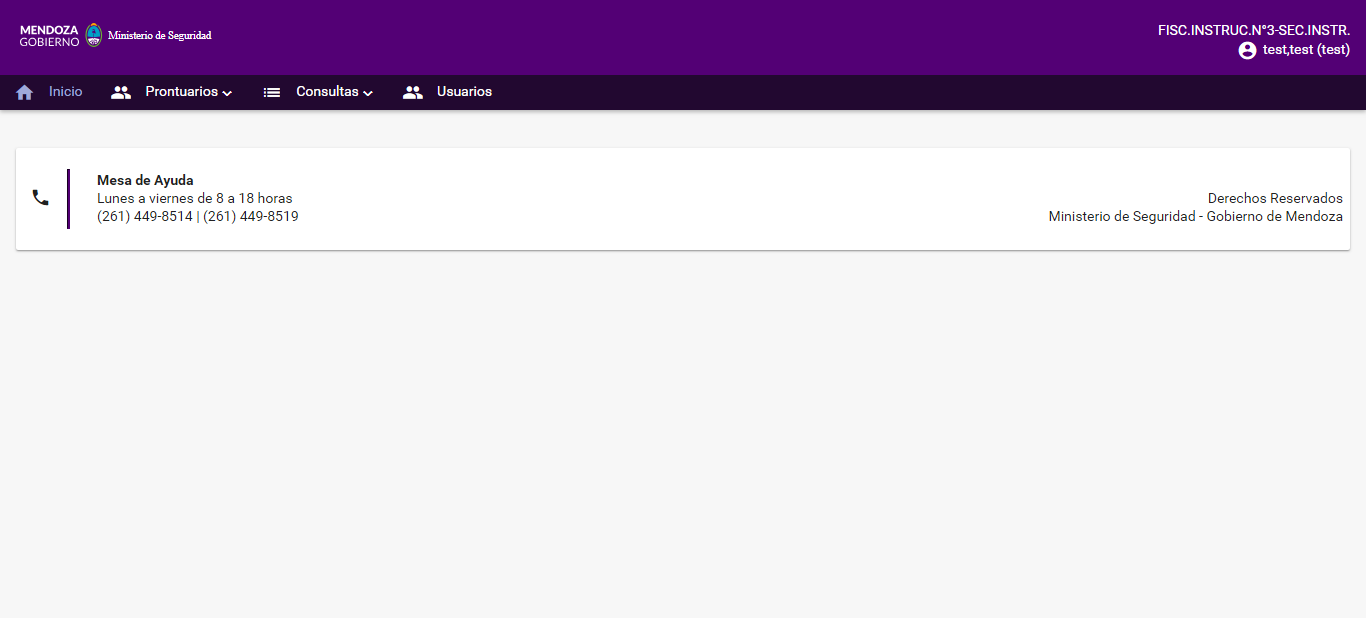 MENDOZA
GOBIERNO
Ministerio de Seguridad
FISC.INSTRUC.N°3-SEC.INSTR.
test,test (test)
Inicio Prontuarios Consultas Usuarios
Mesa de Ayuda
Lunes a viernes de 8 a 18 horas
(261) 449-8514 | (261) 449-8519
Derechos Reservados
Ministerio de Seguridad - Gobierno de Mendoza